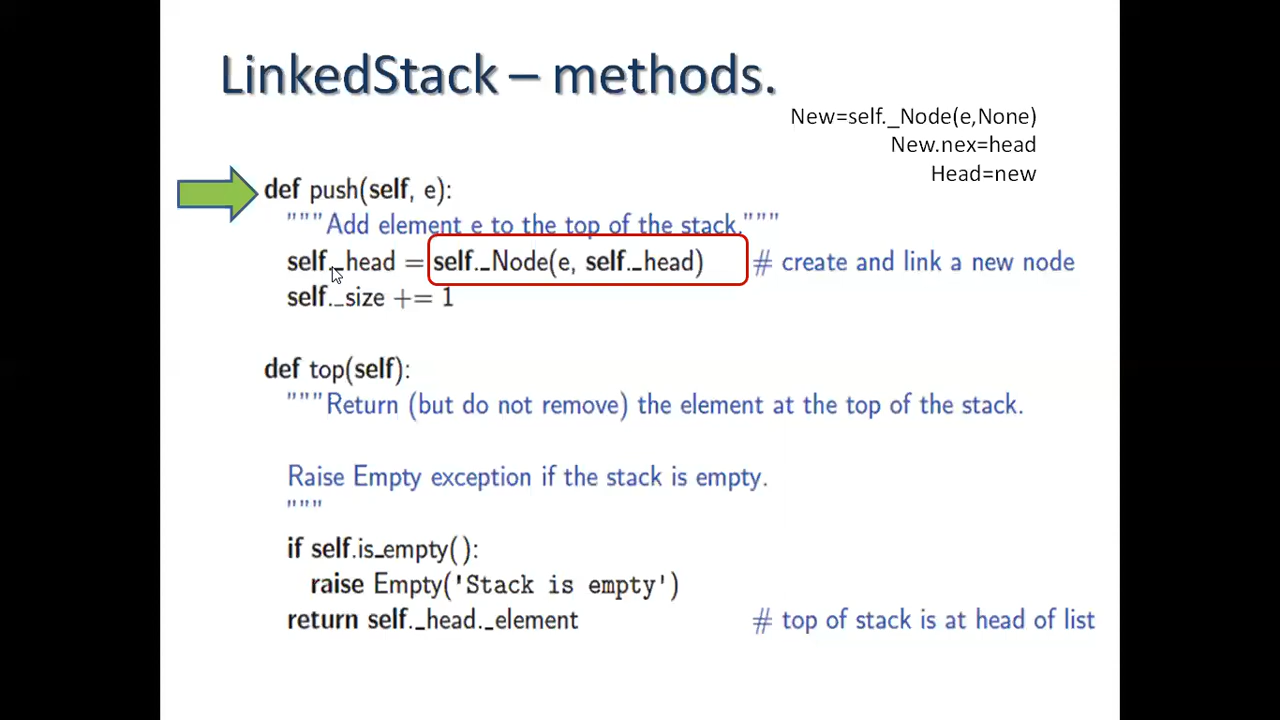 LinkedStack – methods.
New=self._Node(e,None)
New.nex=head
Head=new
def push(self, e):
"""Add element e to the top of the stack."""
self._head = self._Node(e, self._head) # create and link a new node
self._size += 1
def top(self):
"""Return (but do not remove) the element at the top of the stack.
Raise Empty exception if the stack is empty.
"""
if self.is_empty():
raise Empty('Stack is empty')
return self._head._element # top of stack is at head of list